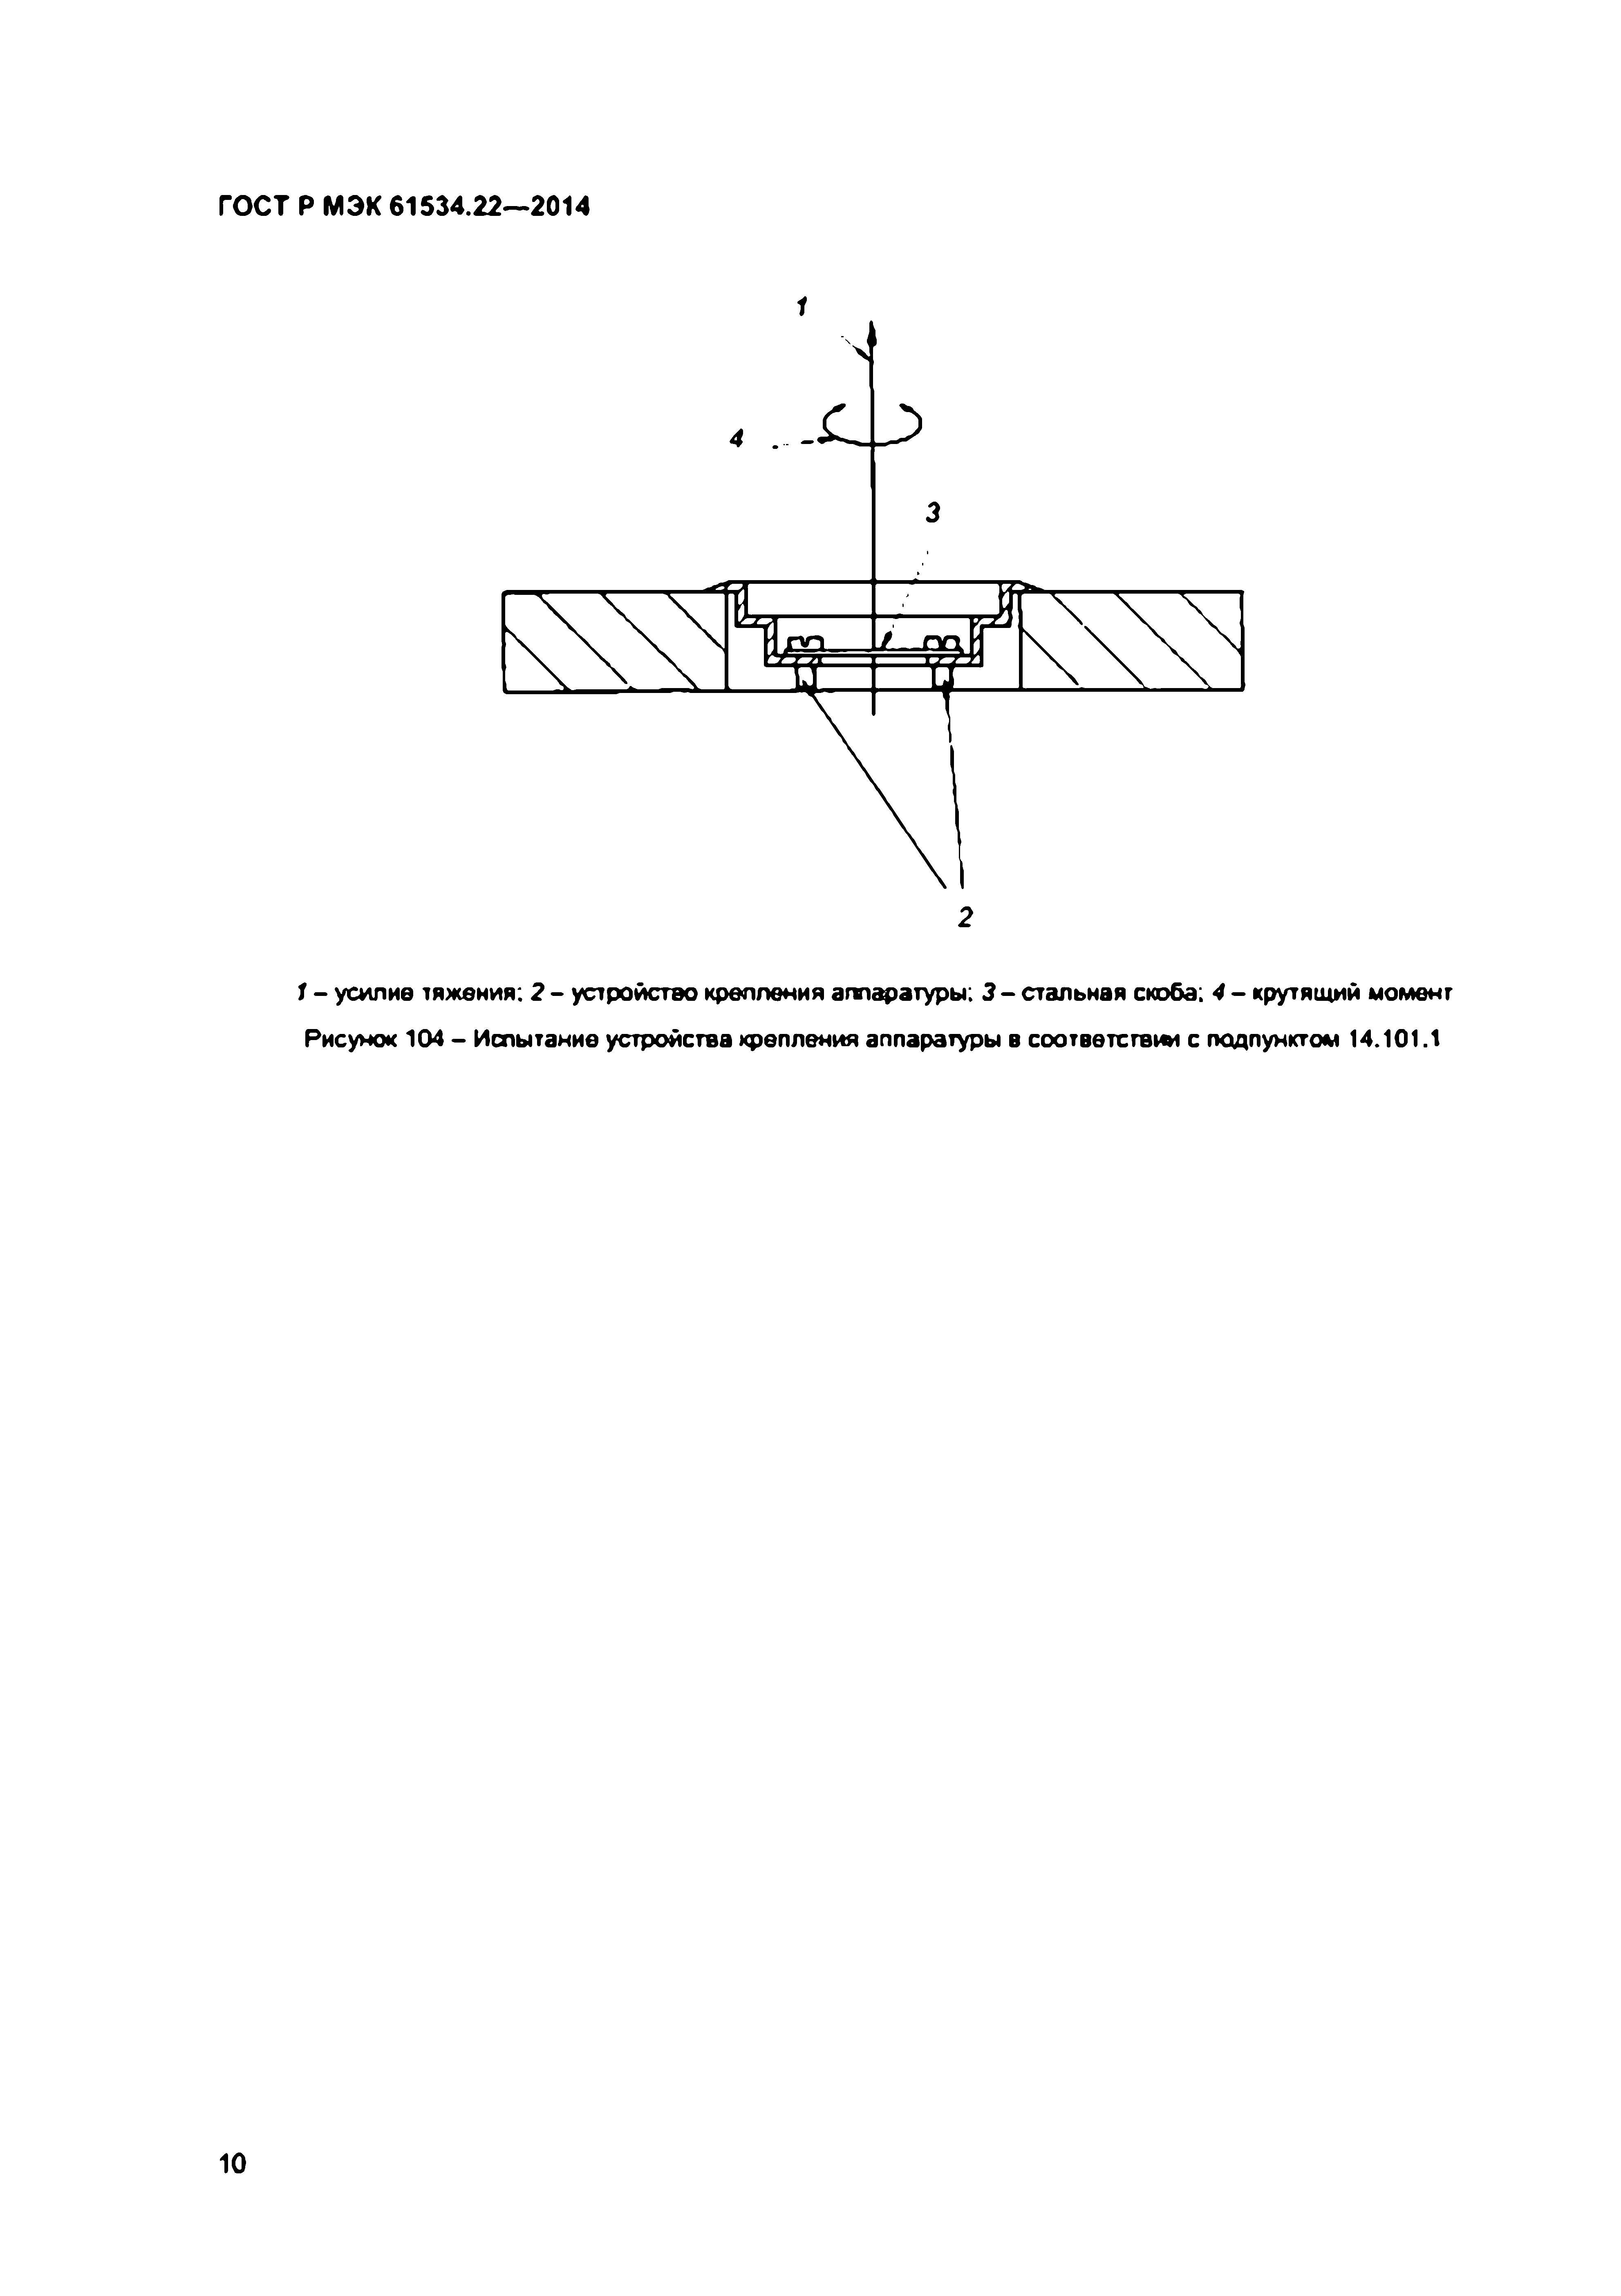 ГОСТ Р МЭК 61534.22—2014
1
4
3
2
1 – усилие тяжения; 2 – устройство крепления аппаратуры; 3 – стальная скоба; 4 – крутящий момент
Рисунок 104 – Испытание устройства крепления аппаратуры в соответствии с подпунктом 14.101.1
10